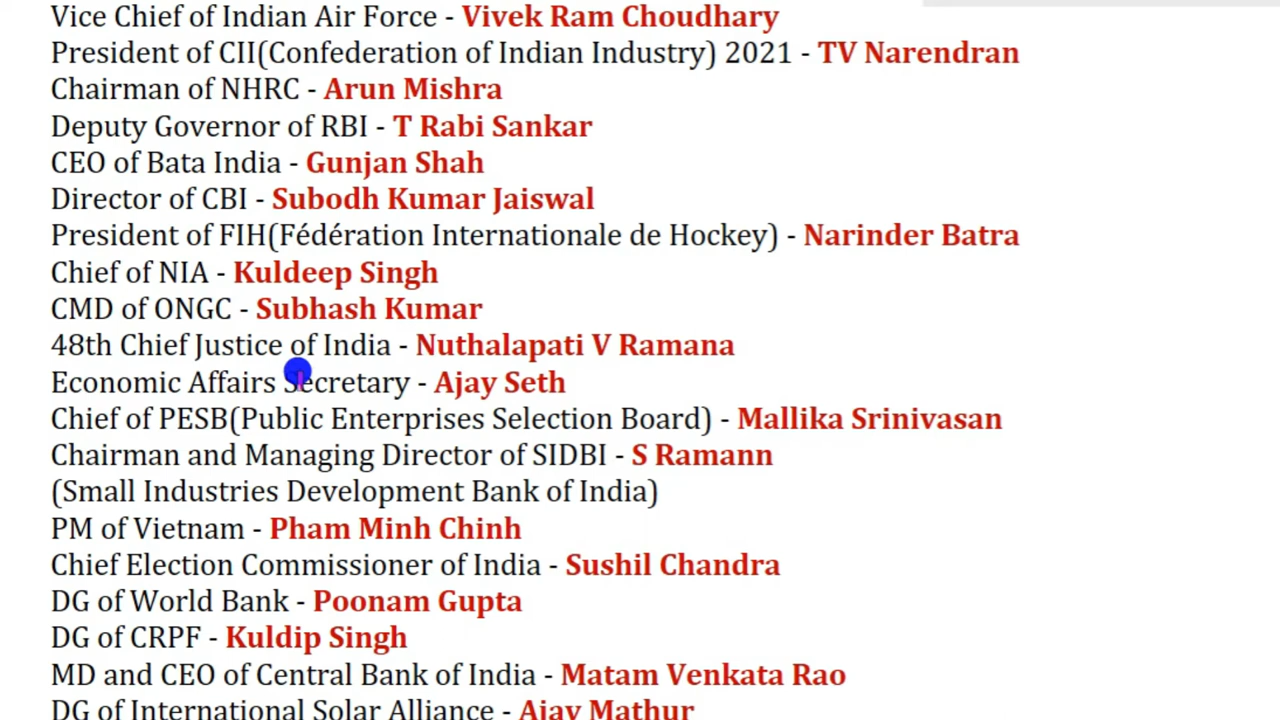 Vice Chief of Indian Air Force - Vivek Ram Choudhary
President of CII(Confederation of Indian Industry) 2021 - TV Narendran
Chairman of NHRC - Arun Mishra
Deputy Governor of RBI - T Rabi Sankar
CEO of Bata India - Gunjan Shah
Director of CBI - Subodh Kumar Jaiswal
President of FIH(Fédération Internationale de Hockey) - Narinder Batra
Chief of NIA - Kuldeep Singh
CMD of ONGC - Subhash Kumar
48th Chief Justice of India - Nuthalapati V Ramana
Economic Affairs Secretary - Ajay Seth
Chief of PESB(Public Enterprises Selection Board) - Mallika Srinivasan
Chairman and Managing Director of SIDBI - S Ramann
(Small Industries Development Bank of India)
PM of Vietnam - Pham Minh Chinh
Chief Election Commissioner of India - Sushil Chandra
DG of World Bank - Poonam Gupta
DG of CRPF - Kuldip Singh
MD and CEO of Central Bank of India - Matam Venkata Rao
DG of International Solar Alliance - Ajay Mathur